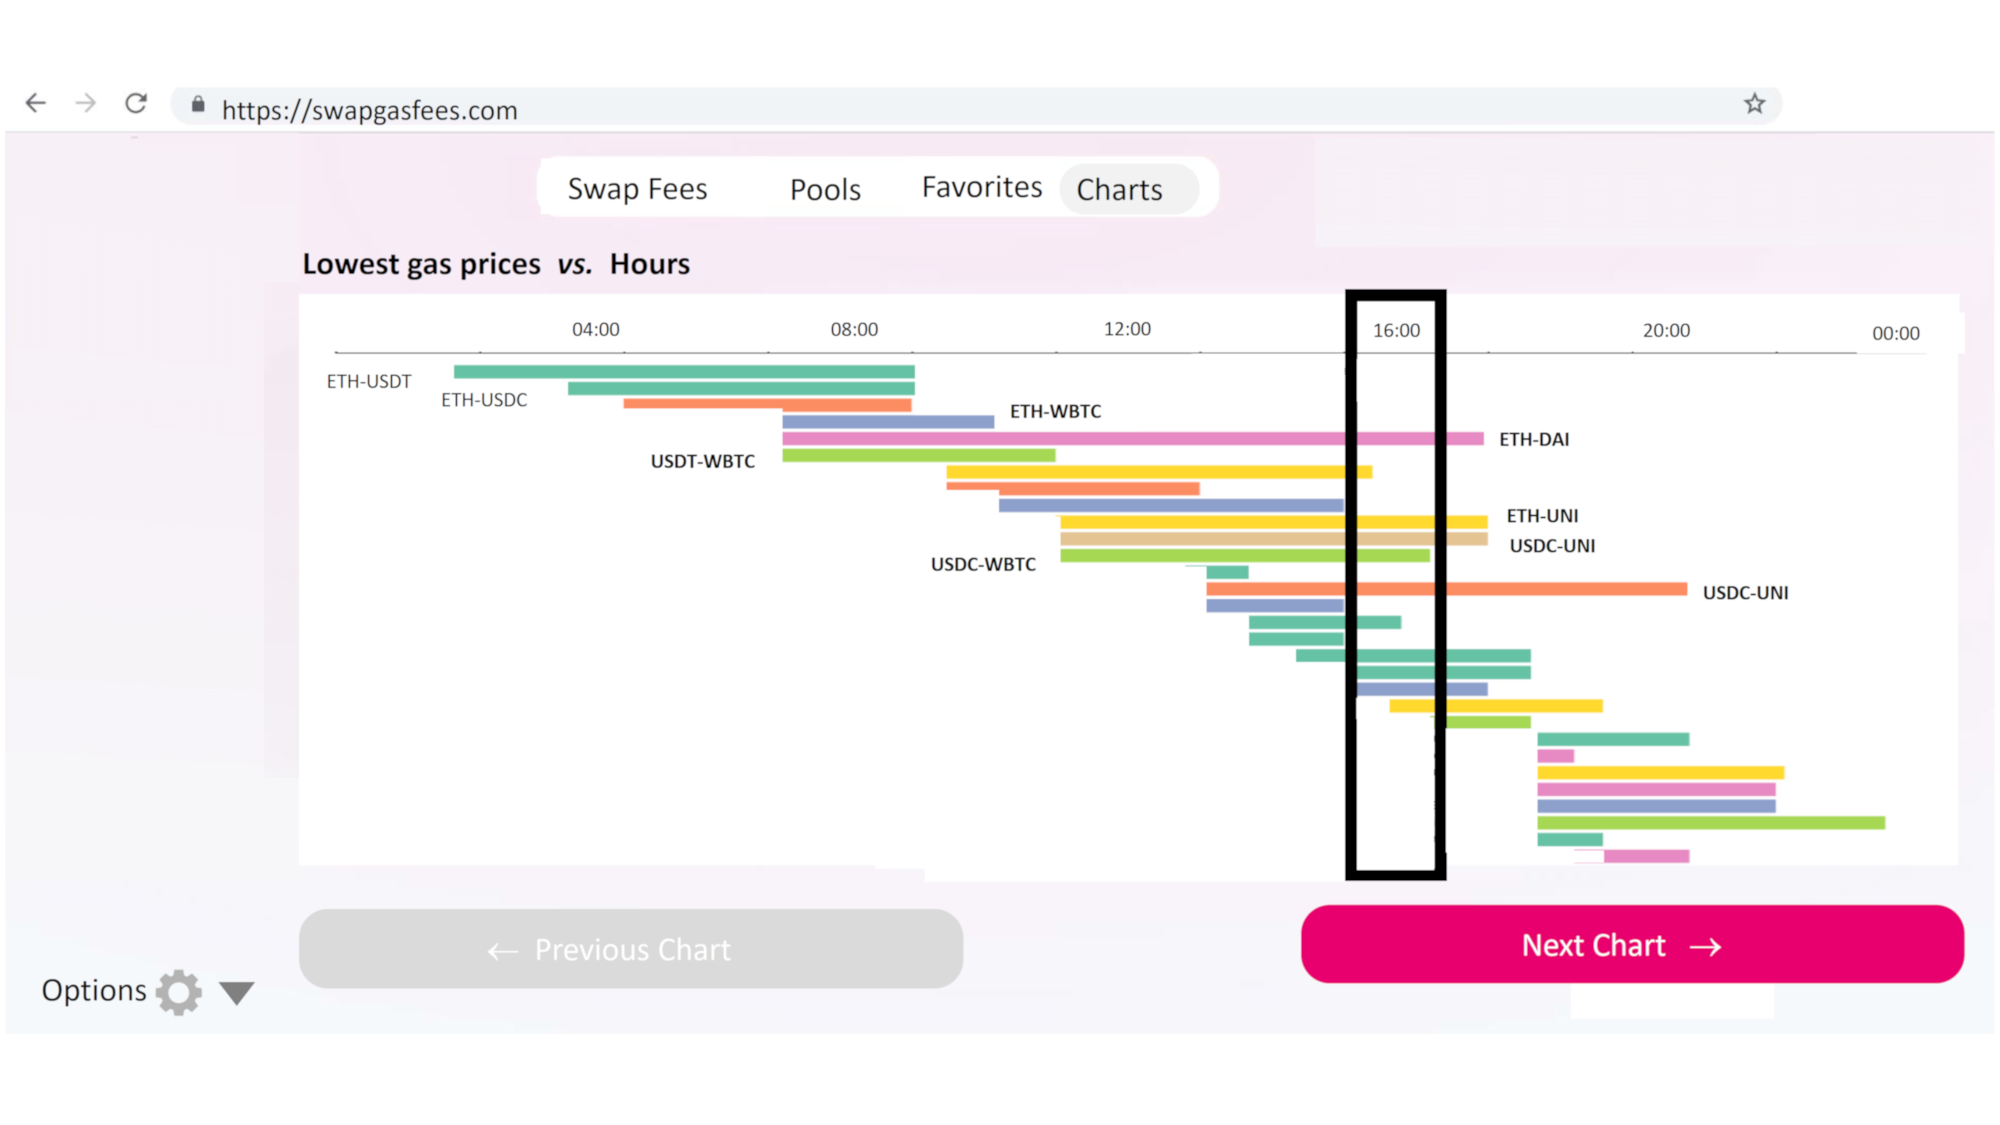 https://swapgasfees.com
Swap Fees Pools Favorites Charts
Lowest gas prices vs. Hours
04:00 08:00 12:00 16:00 20:00 00:00
ETH-USDT
ETH-USDC
ETH-WBTC
ETH-DAI
USDT-WBTC
ETH-UNI
USDC-UNI
USDC-WBTC
USDC-UNI
← Previous Chart
Next Chart →
Options